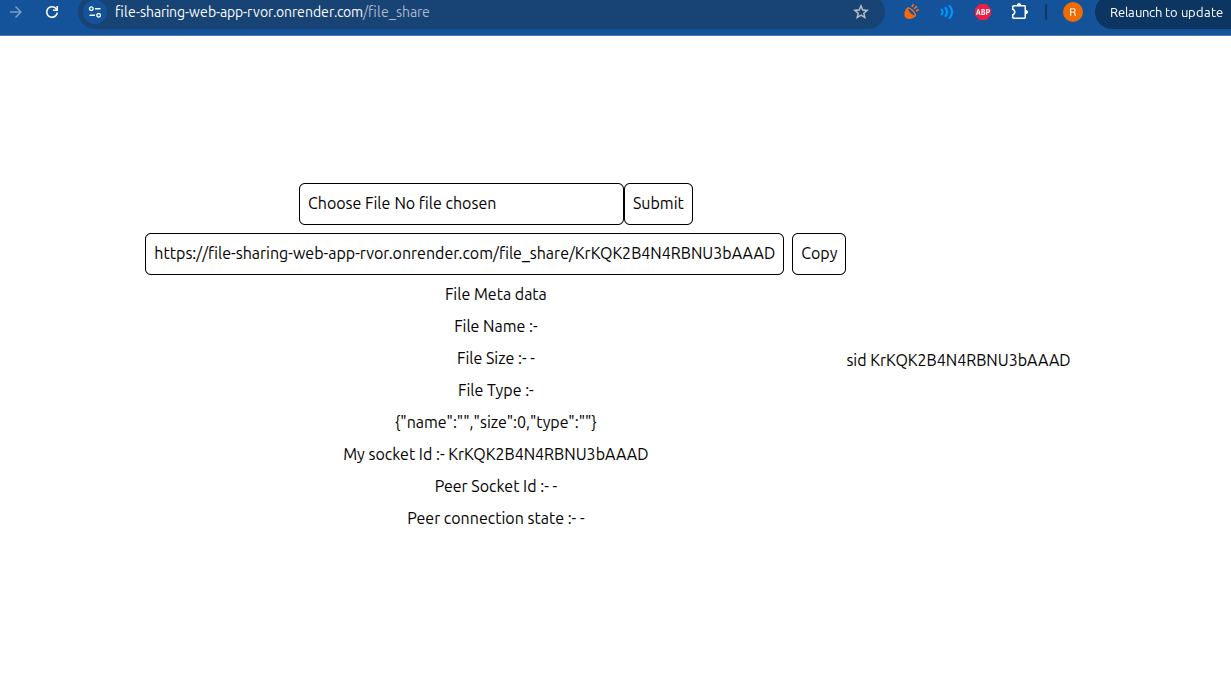 file-sharing-web-app-rvor.onrender.com/file_share
ABP
R
Relaunch to update
Choose File No file chosen
Submit
https://file-sharing-web-app-rvor.onrender.com/file_share/KrKQK2B4N4RBNU3bAAAD
Copy
File Meta data
File Name :-
File Size :- -
sid KrKQK2B4N4RBNU3bAAAD
File Type :-
{"name":"","size":0,"type":""}
My socket Id :- KrKQK2B4N4RBNU3bAAAD
Peer Socket Id :- -
Peer connection state :- -